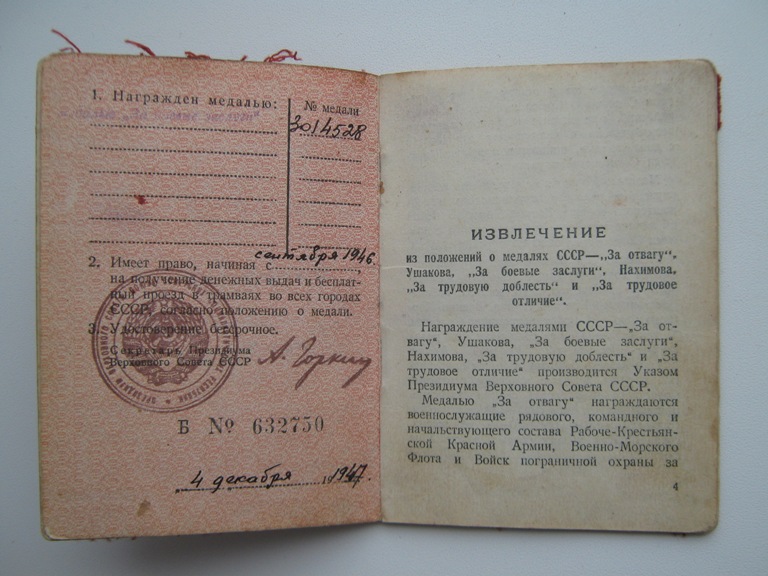 1. Награжден медалью:
№ медали
3014528
2. Имеет право, начиная с сентября 1946.
на получение денежных выдач и бесплат-
ный проезд в трамваях во всех городах
СССР, согласно положению о медали.
3. Удостоверение бессрочное.
Секретарь Президиума
Верховного Совета СССР
А. Горкин
Б № 632750
4 декабря 1947.
ИЗВЛЕЧЕНИЕ
из положений о медалях СССР—„За отвагу“,
Ушакова, „За боевые заслуги“, Нахимова,
„За трудовую доблесть“ и „За трудовое
отличие“.
Награждение медалями СССР—„За от-
вагу“, Ушакова, „За боевые заслуги“,
Нахимова, „За трудовую доблесть“ и „За
трудовое отличие“ производится Указом
Президиума Верховного Совета СССР.
Медалью „За отвагу“ награждаются
военнослужащие рядового, командного и
начальствующего состава Рабоче-Крестьян-
ской Красной Армии, Военно-Морского
Флота и Войск пограничной охраны за
4